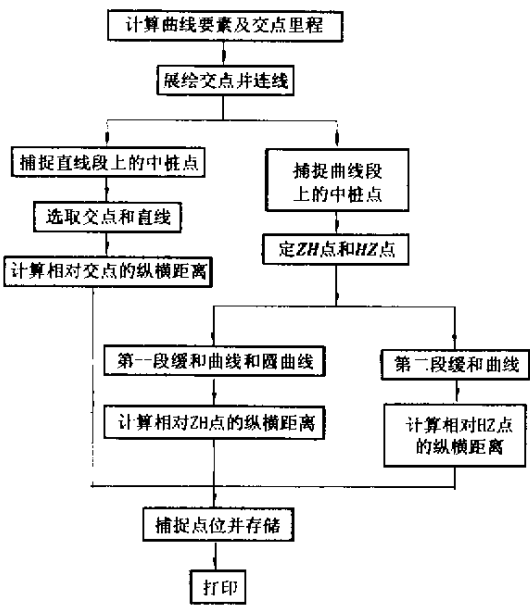 计算曲线要素及交点里程
展绘交点并连线
捕捉直线段上的中桩点
选取交点和直线
计算相对交点的纵横距离
捕捉曲线段
上的中桩点
定ZH点和HZ点
第一段缓和曲线和圆曲线
计算相对ZH点的纵横距离
第二段缓和曲线
计算相对HZ点
的纵横距离
捕捉点位并存储
打印